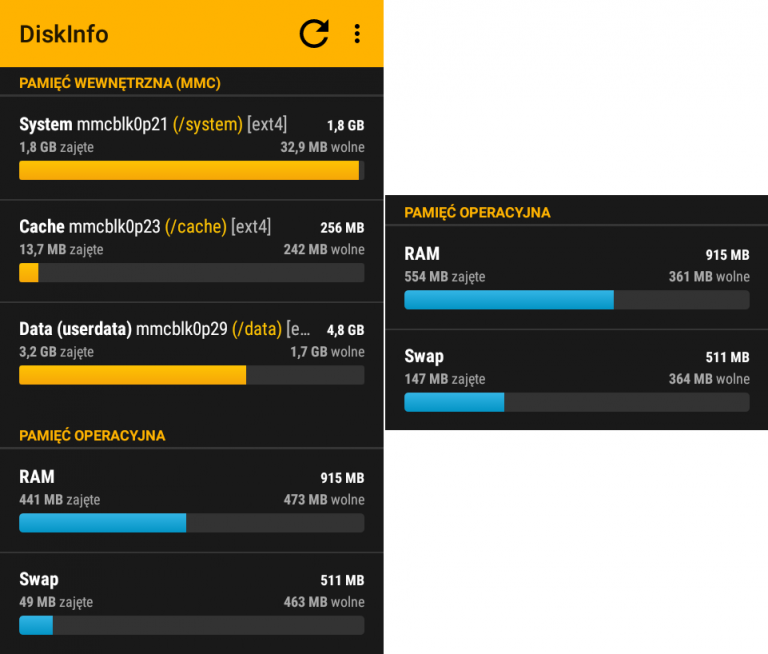 DiskInfo
PAMIĘĆ WEWNĘTRZNA (MMC)
System mmcblk0p21 (/system) [ext4] 1,8 GB
1,8 GB zajęte 32,9 MB wolne
Cache mmcblk0p23 (/cache) [ext4] 256 MB
13,7 MB zajęte 242 MB wolne
Data (userdata) mmcblk0p29 (/data) [e... 4,8 GB
3,2 GB zajęte 1,7 GB wolne
PAMIĘĆ OPERACYJNA
RAM 915 MB
441 MB zajęte 473 MB wolne
Swap 511 MB
49 MB zajęte 463 MB wolne
PAMIĘĆ OPERACYJNA
RAM 915 MB
554 MB zajęte 361 MB wolne
Swap 511 MB
147 MB zajęte 364 MB wolne